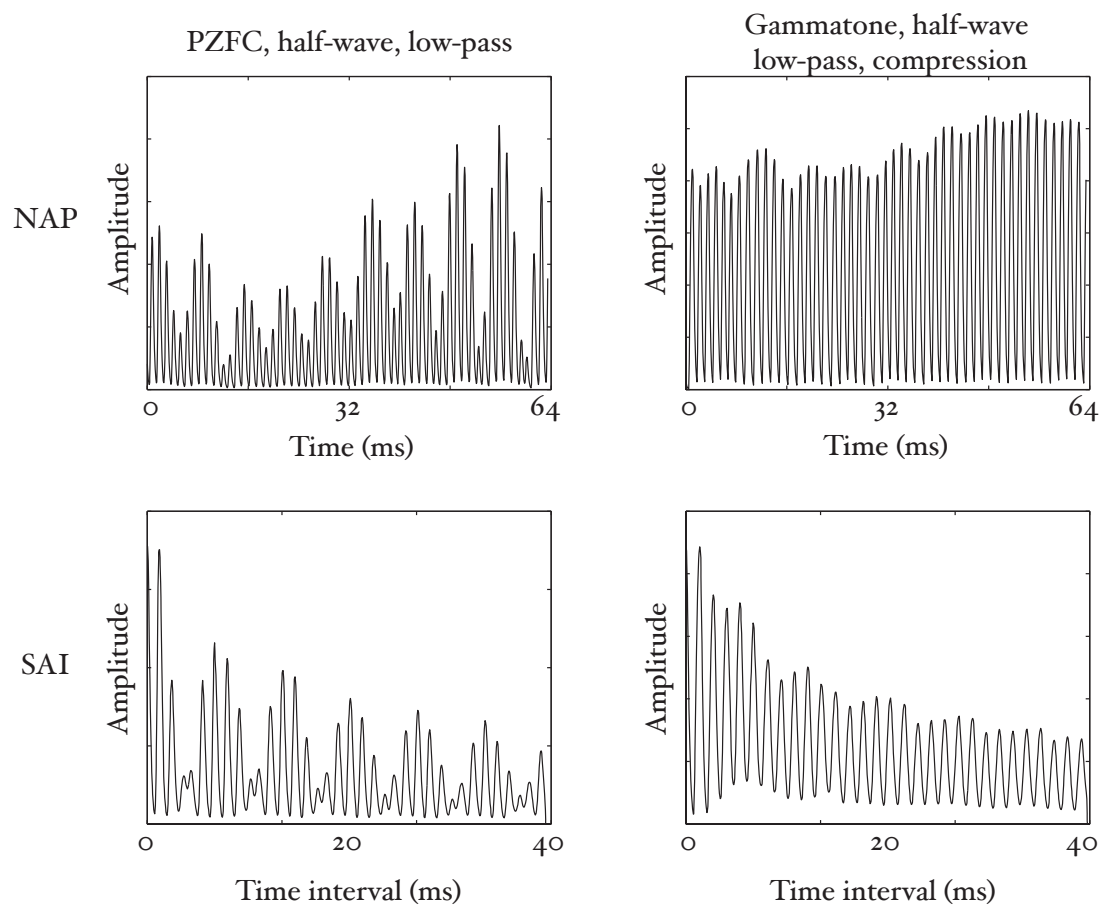 PZFC, half-wave, low-pass
Gammatone, half-wave
low-pass, compression
NAP
Amplitude
Amplitude
0 32 64
0 32 64
Time (ms)
Time (ms)
SAI
Amplitude
Amplitude
0 20 40
0 20 40
Time interval (ms)
Time interval (ms)